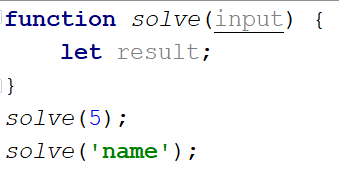 function solve(input) {
    let result;
}
solve(5);
solve('name');